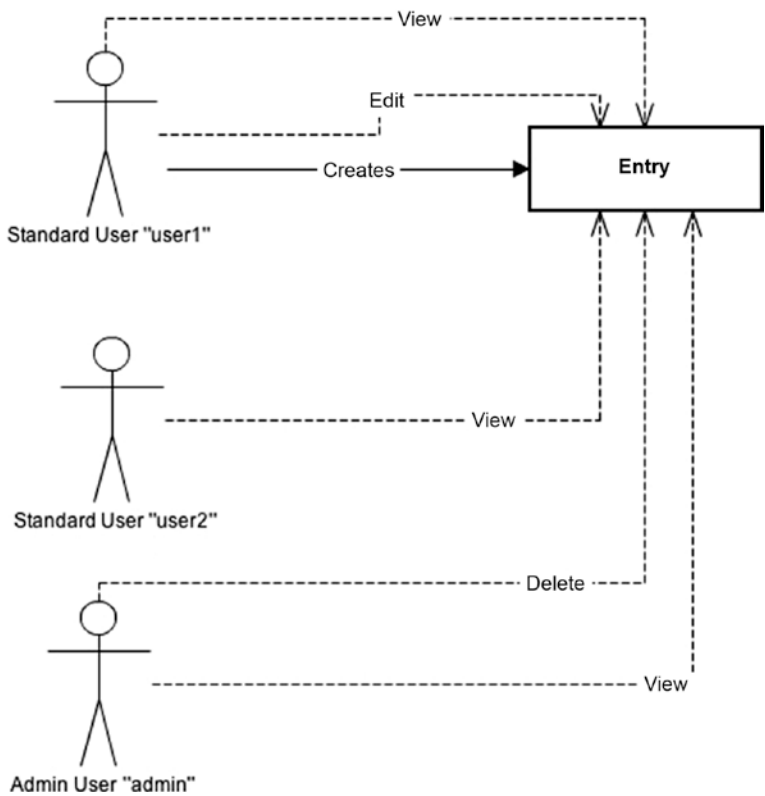 View
Edit
Creates
Entry
Standard User "user1"
View
Standard User "user2"
Delete
View
Admin User "admin"